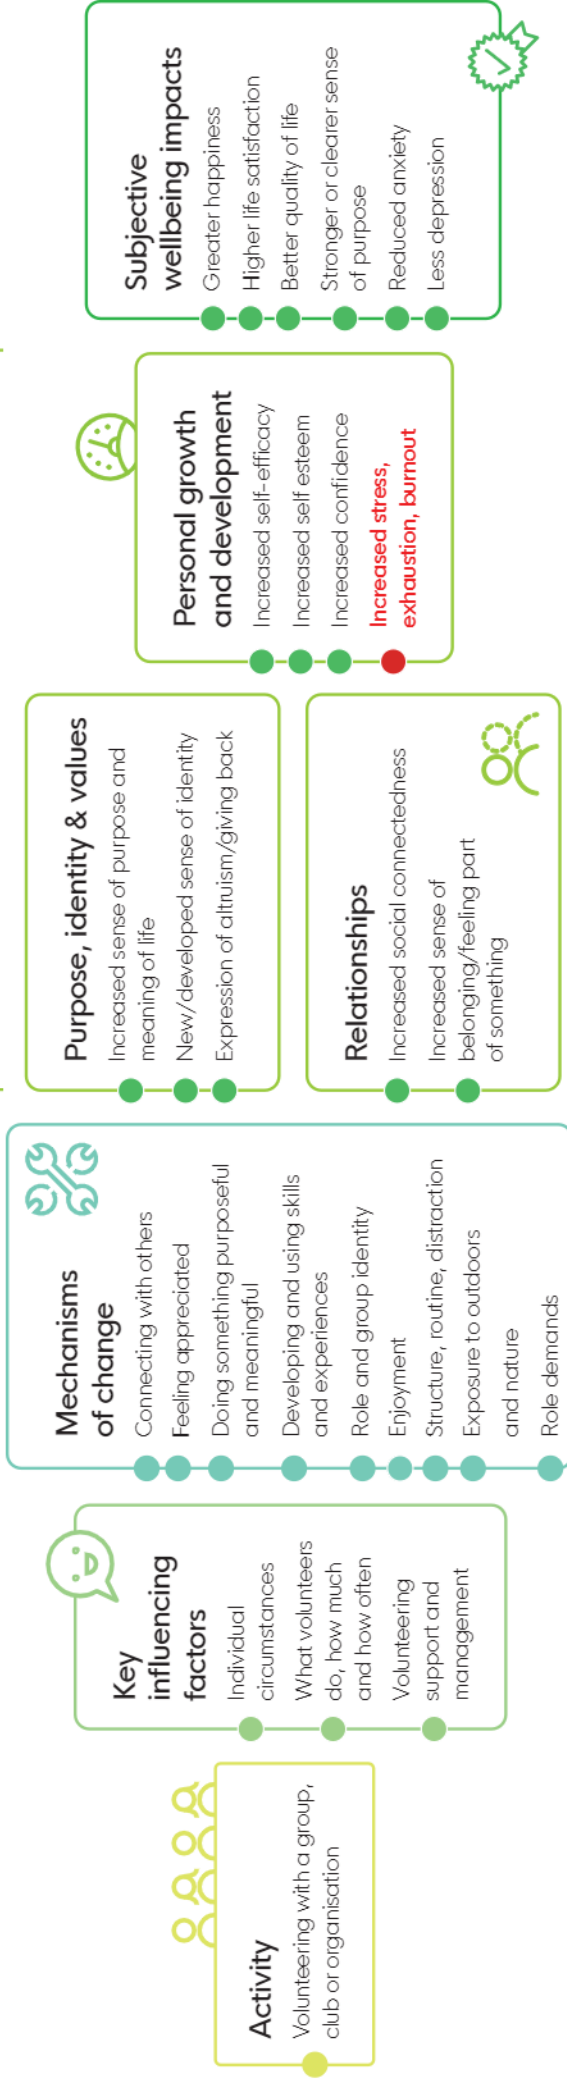 Activity
Volunteering with a group,
club or organisation
Key
influencing
factors
Individual
circumstances
What volunteers
do, how much
and how often
Volunteering
support and
management
Mechanisms
of change
Connecting with others
Feeling appreciated
Doing something purposeful
and meaningful
Developing and using skills
and experiences
Role and group identity
Enjoyment
Structure, routine, distraction
Exposure to outdoors
and nature
Role demands
Purpose, identity & values
Increased sense of purpose and
meaning of life
New/developed sense of identity
Expression of altruism/giving back
Relationships
Increased social connectedness
Increased sense of
belonging/feeling part
of something
Personal growth
and development
Increased self-efficacy
Increased self esteem
Increased confidence
Increased stress,
exhaustion, burnout
Subjective
wellbeing impacts
Greater happiness
Higher life satisfaction
Better quality of life
Stronger or clearer sense
of purpose
Reduced anxiety
Less depression